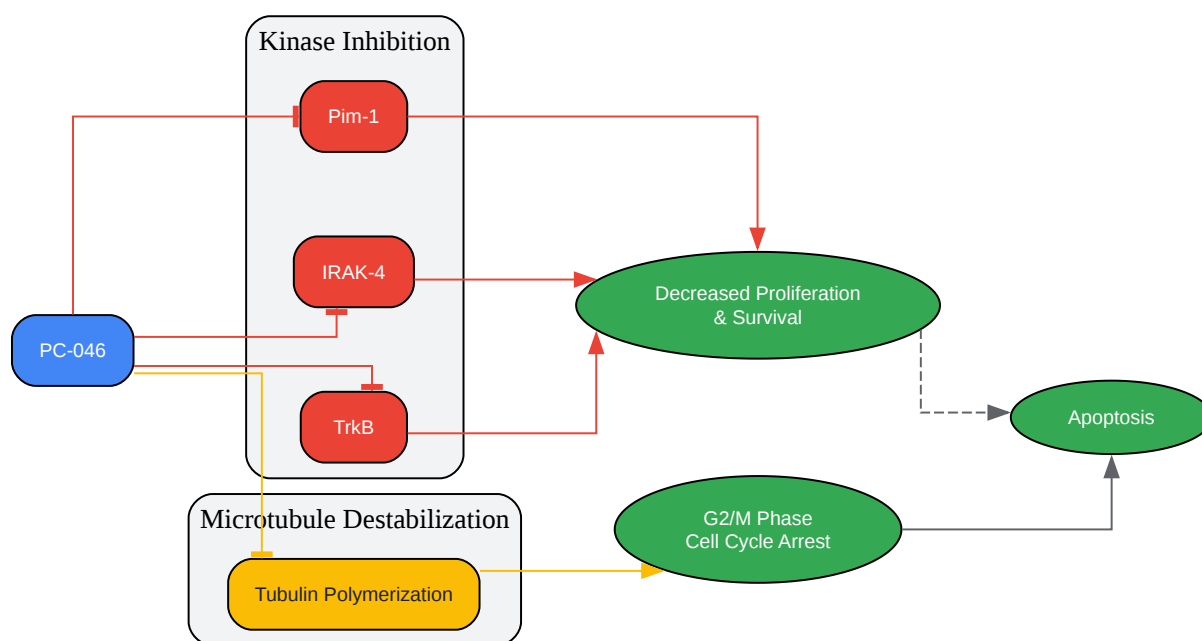 Kinase Inhibition
Pim-1
IRAK-4
Decreased Proliferation
& Survival
PC-046
TrkB
Apoptosis
Microtubule Destabilization
G2/M Phase
Cell Cycle Arrest
Tubulin Polymerization